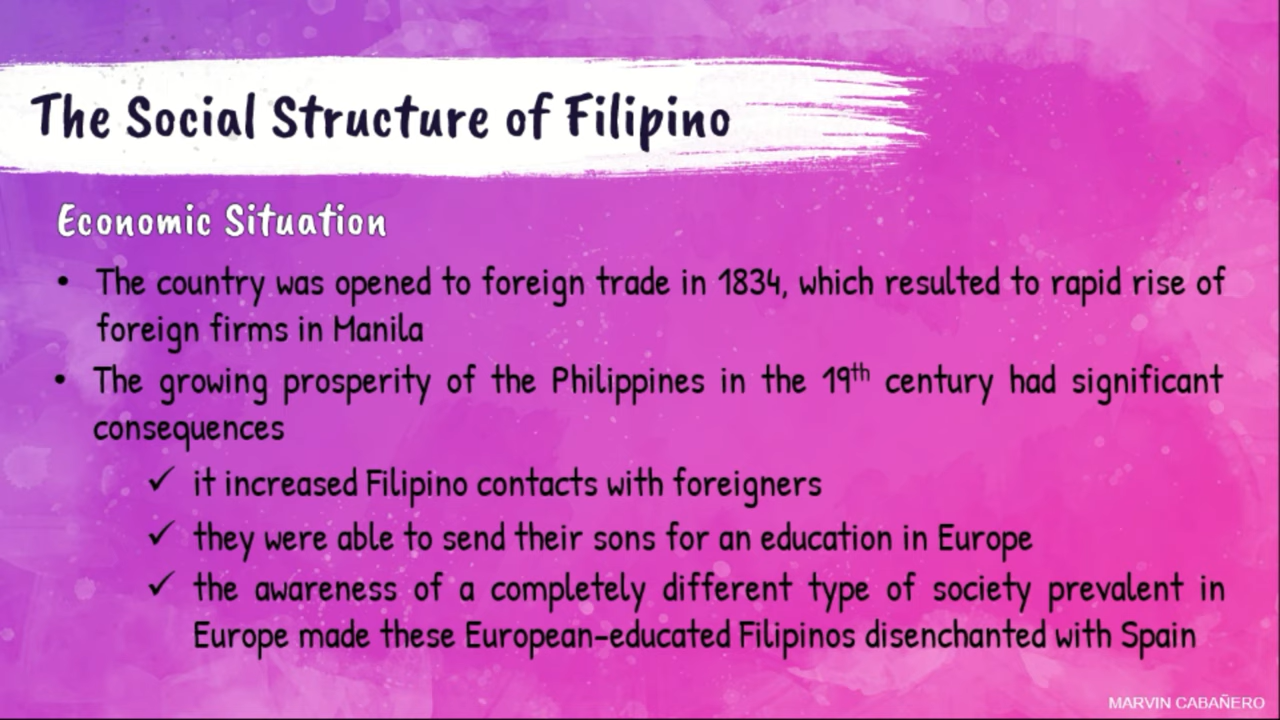 The Social Structure of Filipino
Economic Situation
• The country was opened to foreign trade in 1834, which resulted to rapid rise of
foreign firms in Manila
• The growing prosperity of the Philippines in the 19th century had significant
consequences
✓ it increased Filipino contacts with foreigners
✓ they were able to send their sons for an education in Europe
✓ the awareness of a completely different type of society prevalent in
Europe made these European-educated Filipinos disenchanted with Spain
MARVIN CABAÑERO